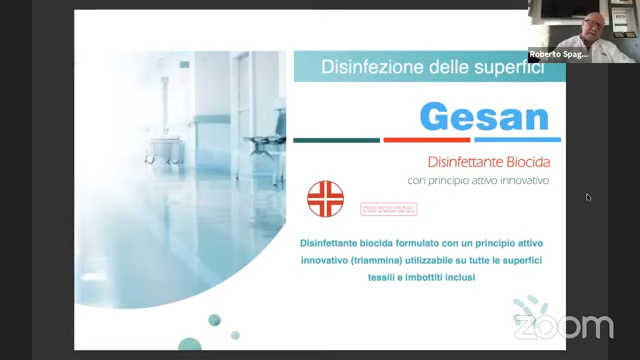 Roberto Spag...
Disinfezione delle superfici
Gesan
Disinfettante Biocida
con principio attivo innovativo
Disinfettante biocida formulato con un principio attivo
innovativo (triammina) utilizzabile su tutte le superfici
tessili e imbottiti inclusi
zoom